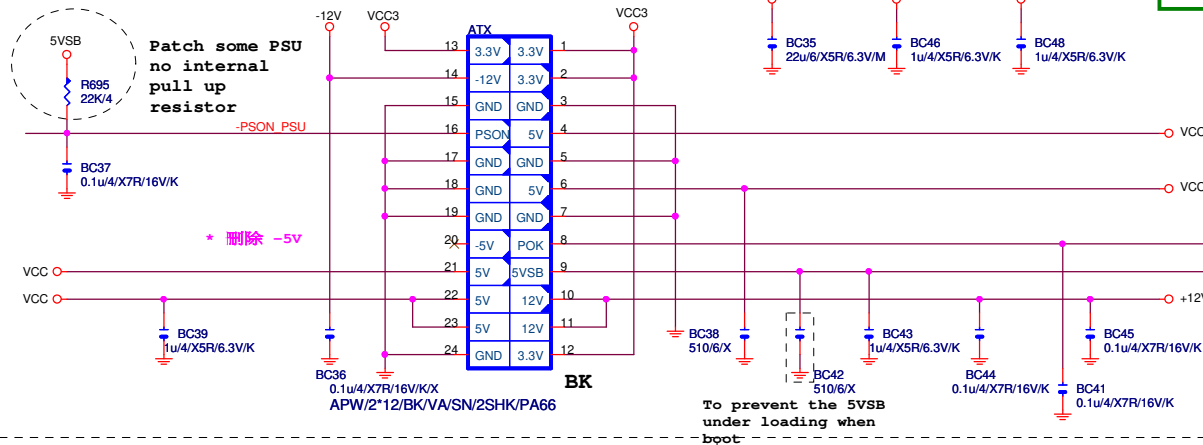 -12V
VCC3
VCC3
5VSB
R695
22K/4
Patch some PSU
no internal
pull up
resistor
-PSON_PSU
BC37
0.1u/4/X7R/16V/K
* 刪除 -5V
VCC
VCC
BC39
1u/4/X5R/6.3V/K
BC36
0.1u/4/X7R/16V/K/X
ATX
13 3.3V 3.3V 1
14 -12V 3.3V 2
15 GND GND 3
16 PSON 5V 4
17 GND GND 5
18 GND 5V 6
19 GND GND 7
20 -5V POK 8
21 5V 5VSB 9
22 5V 12V 10
23 5V 12V 11
24 GND 3.3V 12
BK
APW/2*12/BK/VA/SN/2SHK/PA66
BC35
22u/6/X5R/6.3V/M
BC46
1u/4/X5R/6.3V/K
BC48
1u/4/X5R/6.3V/K
VCC
VCC
+12V
BC38
510/6/X
BC42
510/6/X
BC43
1u/4/X5R/6.3V/K
BC44
0.1u/4/X7R/16V/K
BC45
0.1u/4/X7R/16V/K
BC41
0.1u/4/X7R/16V/K
To prevent the 5VSB
under loading when
boot